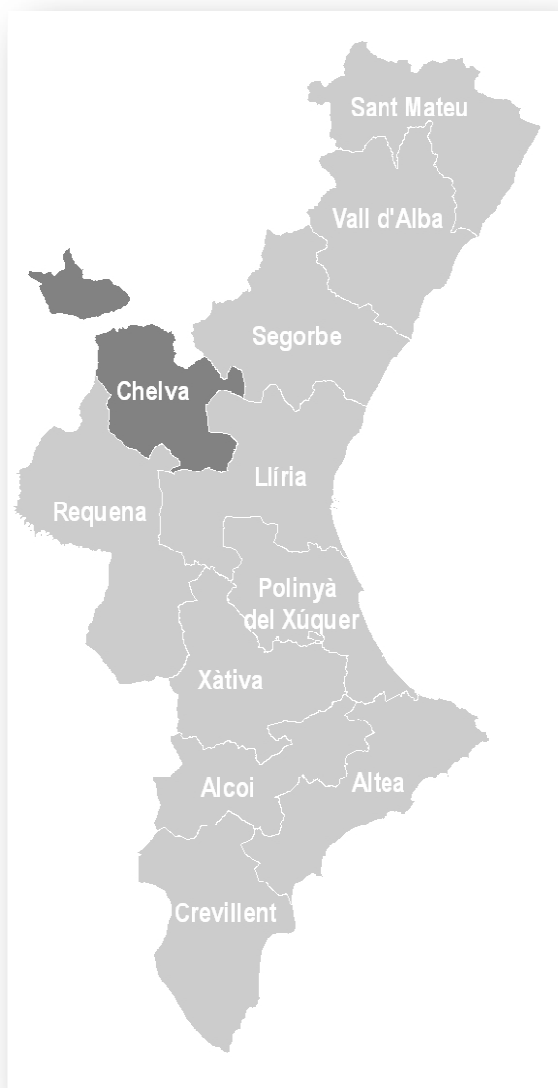 Sant Mateu
Vall d'Alba
Segorbe
Chelva
Llíria
Requena
Polinyà
del Xúquer
Xàtiva
Alcoi
Altea
Crevillent